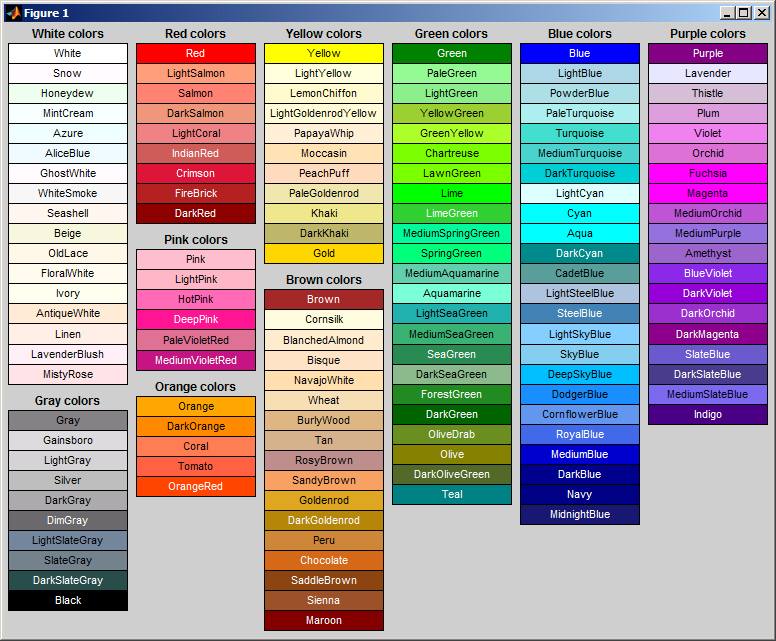 Figure 1
White colors
White
Snow
Honeydew
MintCream
Azure
AliceBlue
GhostWhite
WhiteSmoke
Seashell
Beige
OldLace
FloralWhite
Ivory
AntiqueWhite
Linen
LavenderBlush
MistyRose
Gray colors
Gray
Gainsboro
LightGray
Silver
DarkGray
DimGray
LightSlateGray
SlateGray
DarkSlateGray
Black
Red colors
Red
LightSalmon
Salmon
DarkSalmon
LightCoral
IndianRed
Crimson
FireBrick
DarkRed
Pink colors
Pink
LightPink
HotPink
DeepPink
PaleVioletRed
MediumVioletRed
Orange colors
Orange
DarkOrange
Coral
Tomato
OrangeRed
Yellow colors
Yellow
LightYellow
LemonChiffon
LightGoldenrodYellow
PapayaWhip
Moccasin
PeachPuff
PaleGoldenrod
Khaki
DarkKhaki
Gold
Brown colors
Brown
Cornsilk
BlanchedAlmond
Bisque
NavajoWhite
Wheat
BurlyWood
Tan
RosyBrown
SandyBrown
Goldenrod
DarkGoldenrod
Peru
Chocolate
SaddleBrown
Sienna
Maroon
Green colors
Green
PaleGreen
LightGreen
YellowGreen
GreenYellow
Chartreuse
LawnGreen
Lime
LimeGreen
MediumSpringGreen
SpringGreen
MediumAquamarine
Aquamarine
LightSeaGreen
MediumSeaGreen
SeaGreen
DarkSeaGreen
ForestGreen
DarkGreen
OliveDrab
Olive
DarkOliveGreen
Teal
Blue colors
Blue
LightBlue
PowderBlue
PaleTurquoise
Turquoise
MediumTurquoise
DarkTurquoise
LightCyan
Cyan
Aqua
DarkCyan
CadetBlue
LightSteelBlue
SteelBlue
LightSkyBlue
SkyBlue
DeepSkyBlue
DodgerBlue
CornflowerBlue
RoyalBlue
MediumBlue
DarkBlue
Navy
MidnightBlue
Purple colors
Purple
Lavender
Thistle
Plum
Violet
Orchid
Fuchsia
Magenta
MediumOrchid
MediumPurple
Amethyst
BlueViolet
DarkViolet
DarkOrchid
DarkMagenta
SlateBlue
DarkSlateBlue
MediumSlateBlue
Indigo